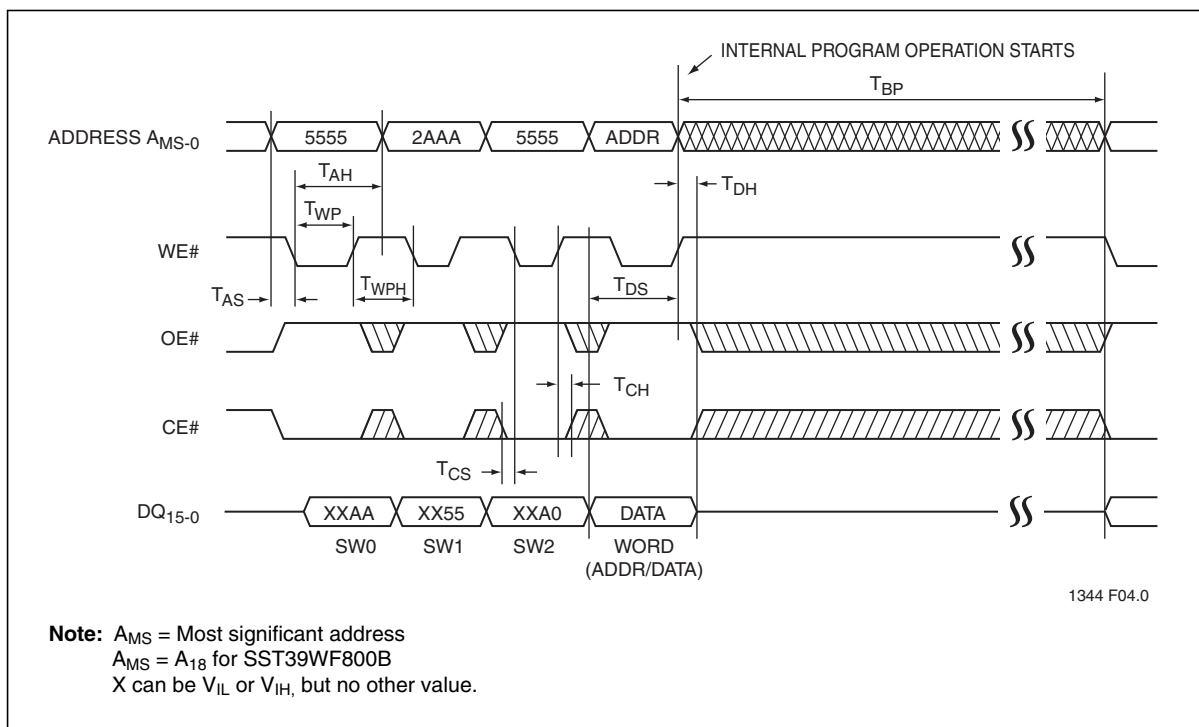 INTERNAL PROGRAM OPERATION STARTS
TBP
ADDRESS AMS-0
5555 2AAA 5555 ADDR
TAH
TDH
TWP
WE#
TWPH
TDS
TAS
OE#
TCH
CE#
TCS
DQ15-0
XXAA XX55 XXA0 DATA
SW0 SW1 SW2 WORD
(ADDR/DATA)
1344 F04.0
Note: AMS = Most significant address
AMS = A18 for SST39WF800B
X can be VIL or VIH, but no other value.